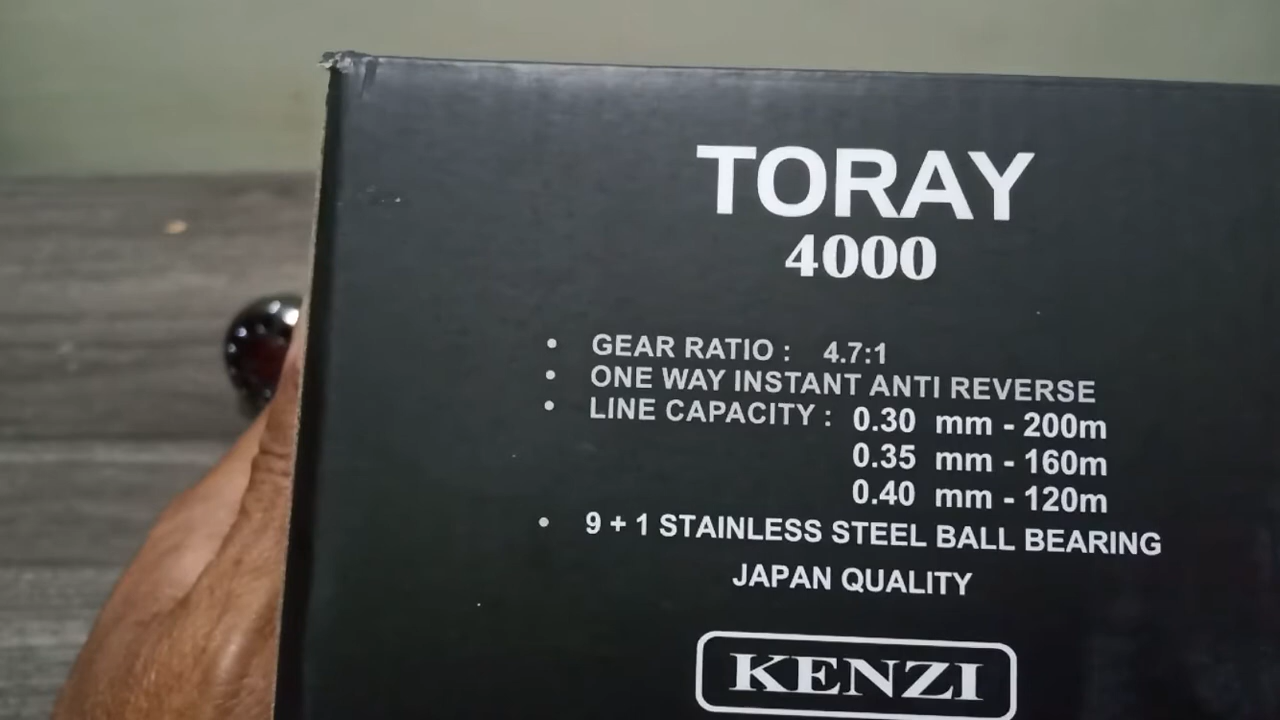 TORAY
4000
• GEAR RATIO : 4.7:1
• ONE WAY INSTANT ANTI REVERSE
• LINE CAPACITY : 0.30 mm - 200m
0.35 mm - 160m
0.40 mm - 120m
• 9 + 1 STAINLESS STEEL BALL BEARING
JAPAN QUALITY
KENZI